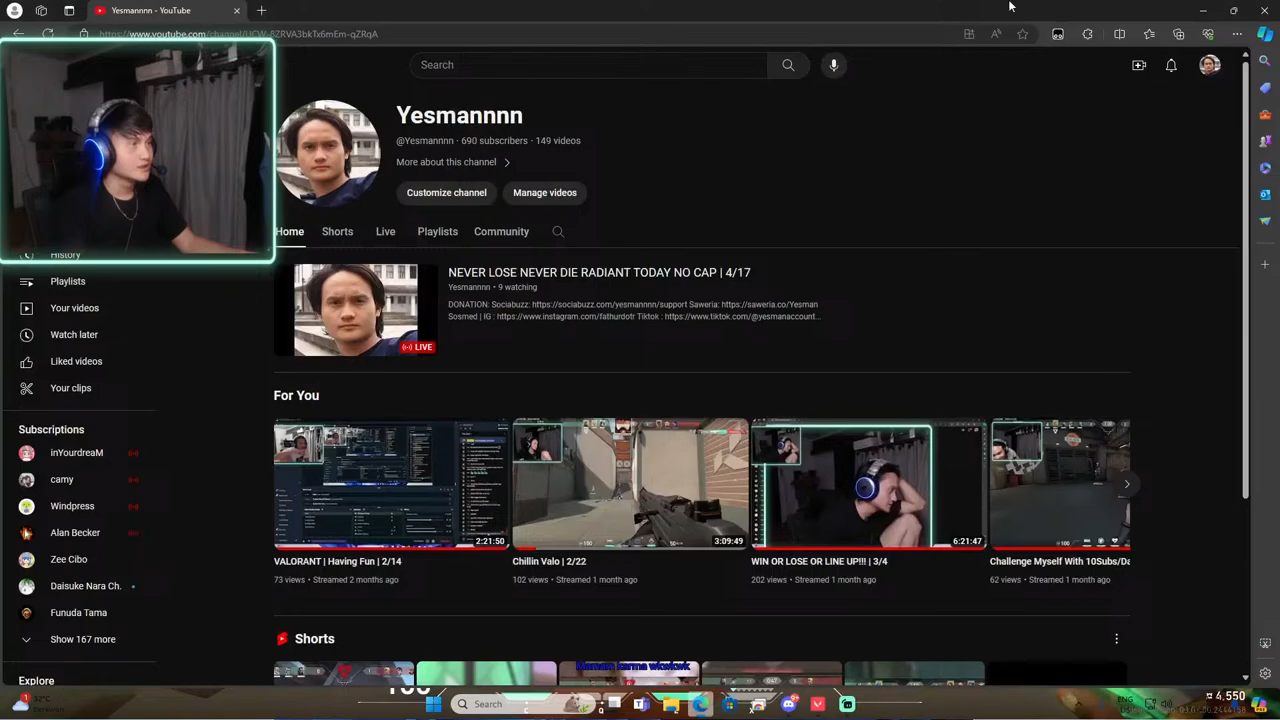 Yesmannnn - YouTube
https://www.youtube.com/channel/UCW-8ZRVA3bkTx6mEm-qZRqA
Search
Yesmannnn
@Yesmannnn · 690 subscribers · 149 videos
More about this channel
Customize channel
Manage videos
Home
Shorts
Live
Playlists
Community
NEVER LOSE NEVER DIE RADIANT TODAY NO CAP | 4/17
Yesmannnn • 9 watching
DONATION: Sociabuzz: https://sociabuzz.com/yesmannnn/support Saweria: https://saweria.co/Yesman
Sosmed | IG : https://www.instagram.com/fathurdotr Tiktok : https://www.tiktok.com/@yesmanaccount...
LIVE
History
Playlists
Your videos
Watch later
Liked videos
Your clips
Subscriptions
inYourdreaM
camy
Windpress
Alan Becker
Zee Cibo
Daisuke Nara Ch.
Funuda Tama
Show 167 more
Explore
For You
2:21:50
VALORANT | Having Fun | 2/14
73 views • Streamed 2 months ago
3:09:49
Chillin Valo | 2/22
102 views • Streamed 1 month ago
6:21:47
WIN OR LOSE OR LINE UP!!! | 3/4
202 views • Streamed 1 month ago
Challenge Myself With 10Subs/Da
62 views • Streamed 1 month ago
Shorts
Mamam karma wkwkwk
32°C
Search
ENG
4.550